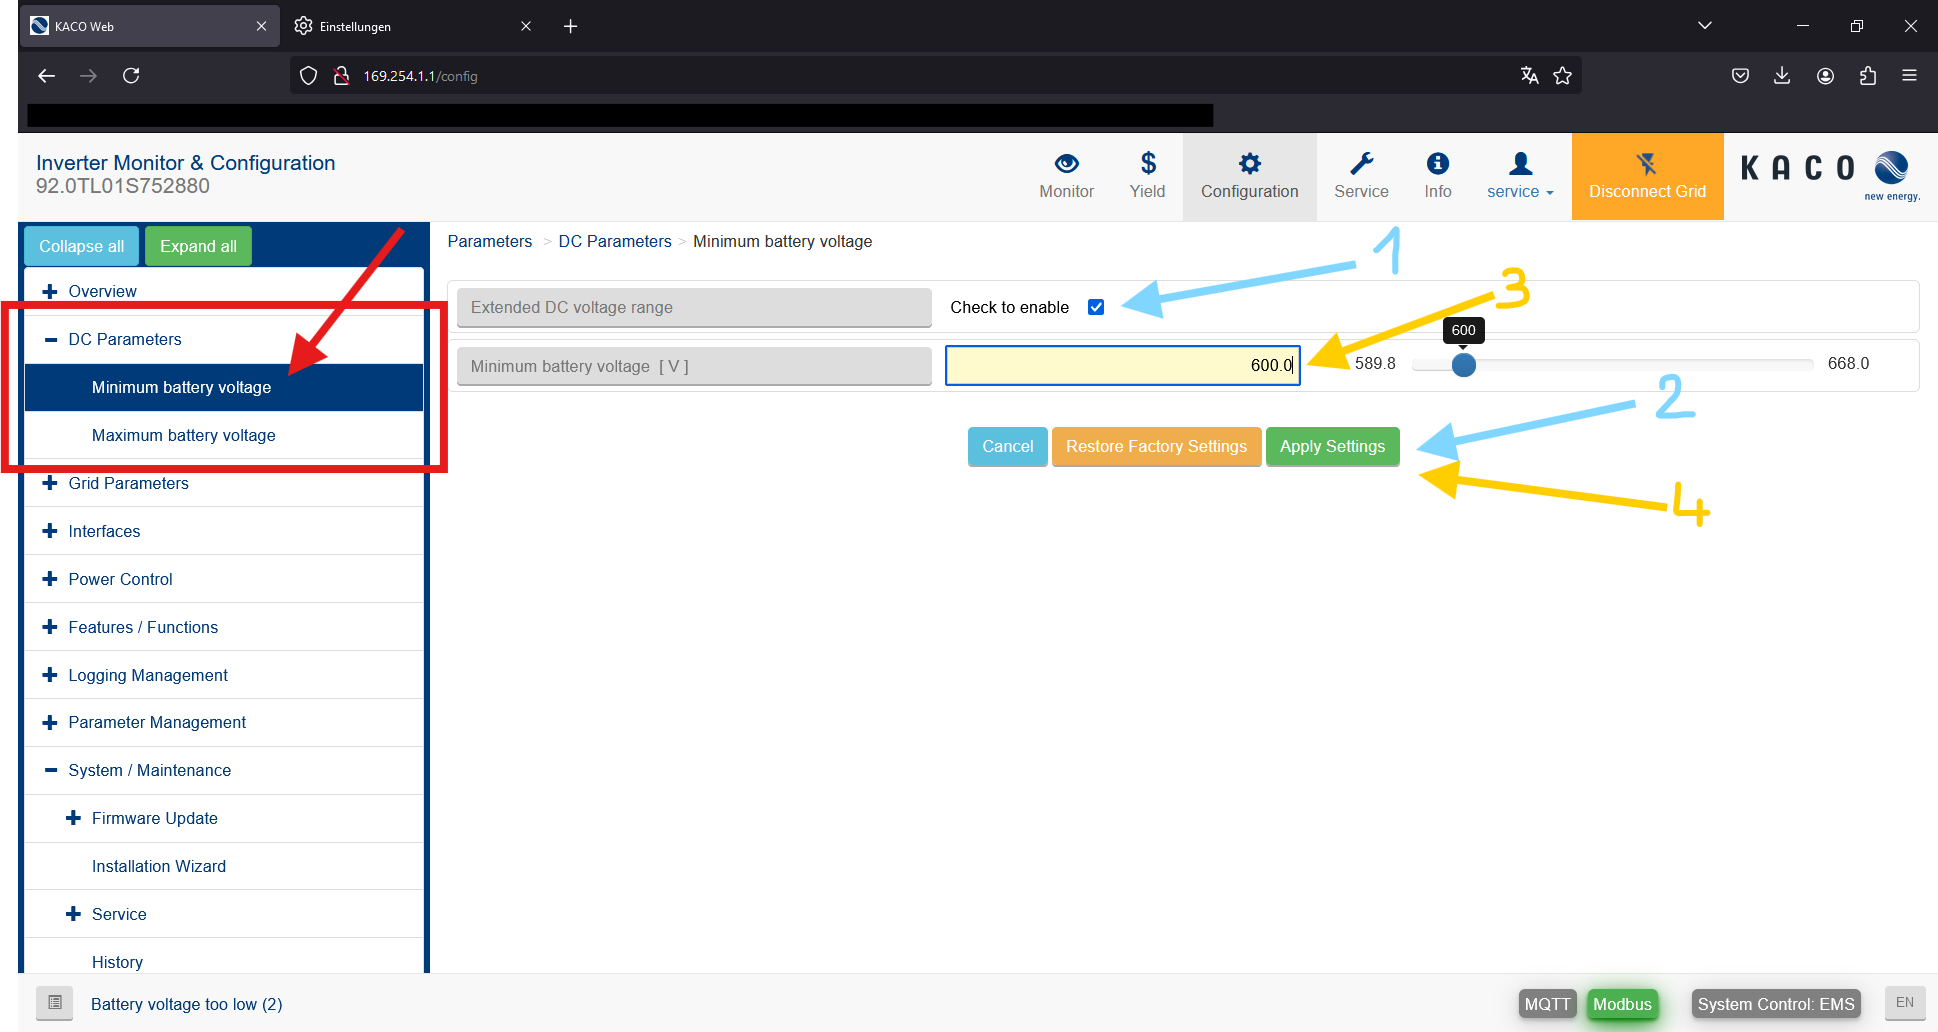 KACO Web
Einstellungen
169.254.1.1/config
Inverter Monitor & Configuration
92.0TL01S752880
Monitor
Yield
Configuration
Service
Info
service
Disconnect Grid
KACO
new energy.
Collapse all
Expand all
Parameters > DC Parameters > Minimum battery voltage
1
Overview
Extended DC voltage range
Check to enable
3
DC Parameters
600
Minimum battery voltage [ V ]
600.0
589.8
668.0
Minimum battery voltage
2
Maximum battery voltage
Cancel
Restore Factory Settings
Apply Settings
Grid Parameters
4
Interfaces
Power Control
Features / Functions
Logging Management
Parameter Management
System / Maintenance
Firmware Update
Installation Wizard
Service
History
Battery voltage too low (2)
MQTT
Modbus
System Control: EMS
EN